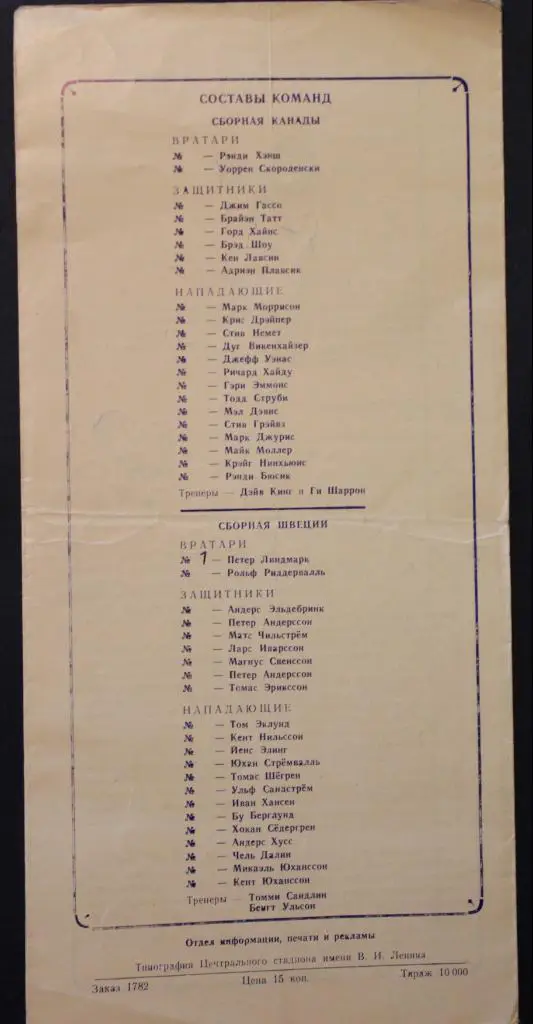 СОСТАВЫ КОМАНД
СБОРНАЯ КАНАДЫ
ВРАТАРИ
№ — Рэнди Хэнш
№ — Уоррен Скороденски
ЗАЩИТНИКИ
№ — Джим Гассо
№ — Брайэн Татт
№ — Горд Хайнс
№ — Брэд Шоу
№ — Кен Лавсин
№ — Адриэн Плавсик
НАПАДАЮЩИЕ
№ — Марк Моррисон
№ — Крис Дрэйпер
№ — Стив Немет
№ — Дуг Викенхайзер
№ — Джефф Уэнас
№ — Ричард Хайду
№ — Гэри Эммонс
№ — Тодд Струби
№ — Мэл Дэвис
№ — Стив Грэйвз
№ — Марк Джурис
№ — Майк Моллер
№ — Крэйг Нинхьюис
№ — Рэнди Бюсик
Тренеры — Дэйв Кинг и Ги Шаррон
СБОРНАЯ ШВЕЦИИ
ВРАТАРИ
№ 1 — Петер Линдмарк
№ — Рольф Риддервалль
ЗАЩИТНИКИ
№ — Андерс Эльдебринк
№ — Петер Андерссон
№ — Матс Чильстрём
№ — Ларс Иварссон
№ — Магнус Свенссон
№ — Петер Андерссон
№ — Томас Эрикссон
НАПАДАЮЩИЕ
№ — Том Эклунд
№ — Кент Нильссон
№ — Йенс Элинг
№ — Юхан Стрёмвалль
№ — Томас Шёгрен
№ — Ульф Сандстрём
№ — Иван Хансен
№ — Бу Берглунд
№ — Хокан Сёдергрен
№ — Андерс Хусс
№ — Чель Далин
№ — Микаэль Юханссон
№ — Кент Юханссон
Тренеры — Томми Сандлин
Бенгт Ульсон
Отдел информации, печати и рекламы
Типография Центрального стадиона имени В. И. Ленина
Заказ 1782 Цена 15 коп. Тираж 10 000